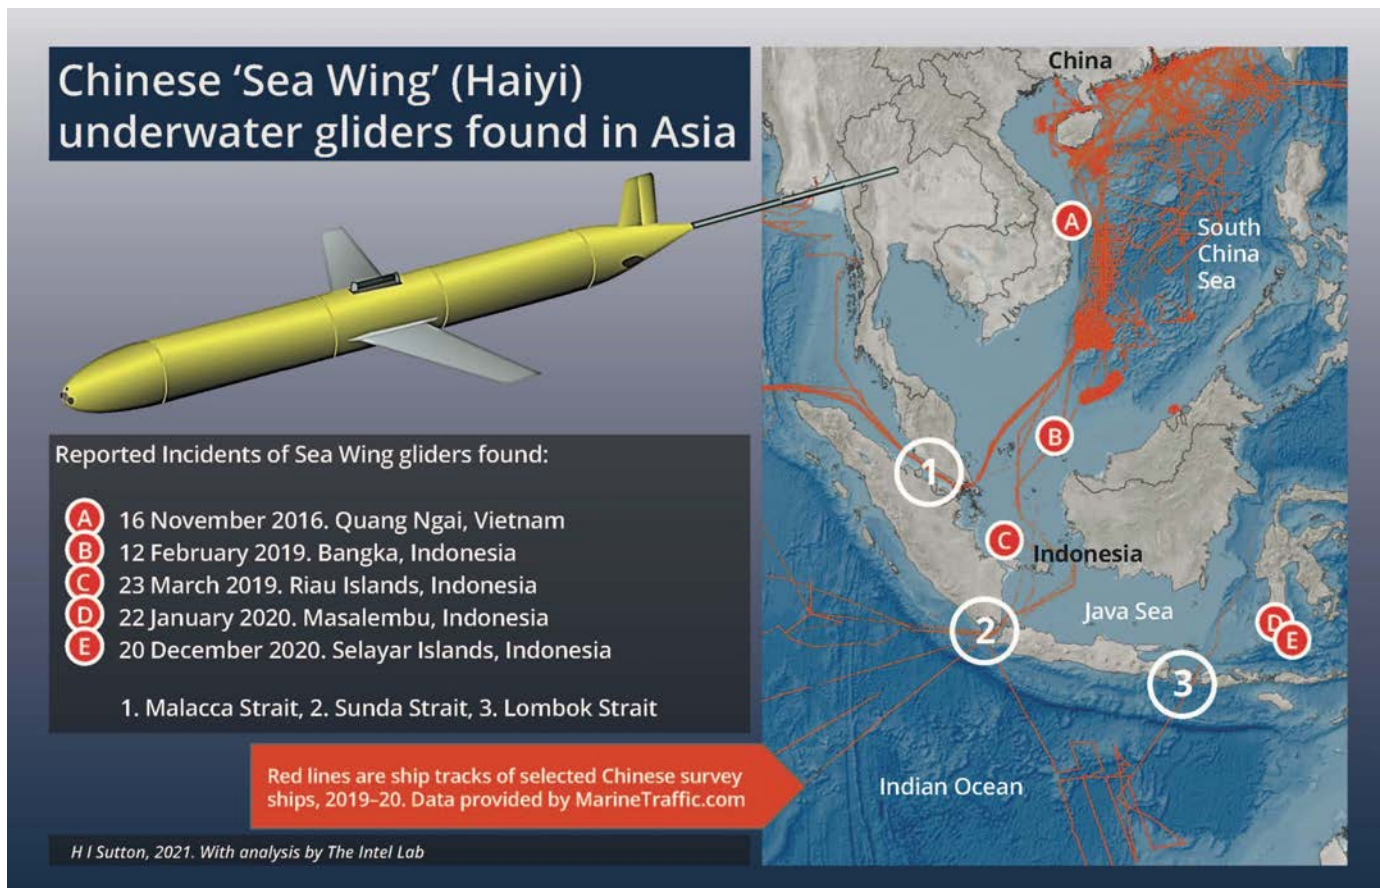 Chinese ‘Sea Wing’ (Haiyi)
underwater gliders found in Asia
Reported Incidents of Sea Wing gliders found:
A 16 November 2016. Quang Ngai, Vietnam
B 12 February 2019. Bangka, Indonesia
C 23 March 2019. Riau Islands, Indonesia
D 22 January 2020. Masalembu, Indonesia
E 20 December 2020. Selayar Islands, Indonesia
1. Malacca Strait, 2. Sunda Strait, 3. Lombok Strait
Red lines are ship tracks of selected Chinese survey
ships, 2019–20. Data provided by MarineTraffic.com
H I Sutton, 2021. With analysis by The Intel Lab
China
A
South
China
Sea
B
1
C
Indonesia
Java Sea
2
D
E
3
Indian Ocean